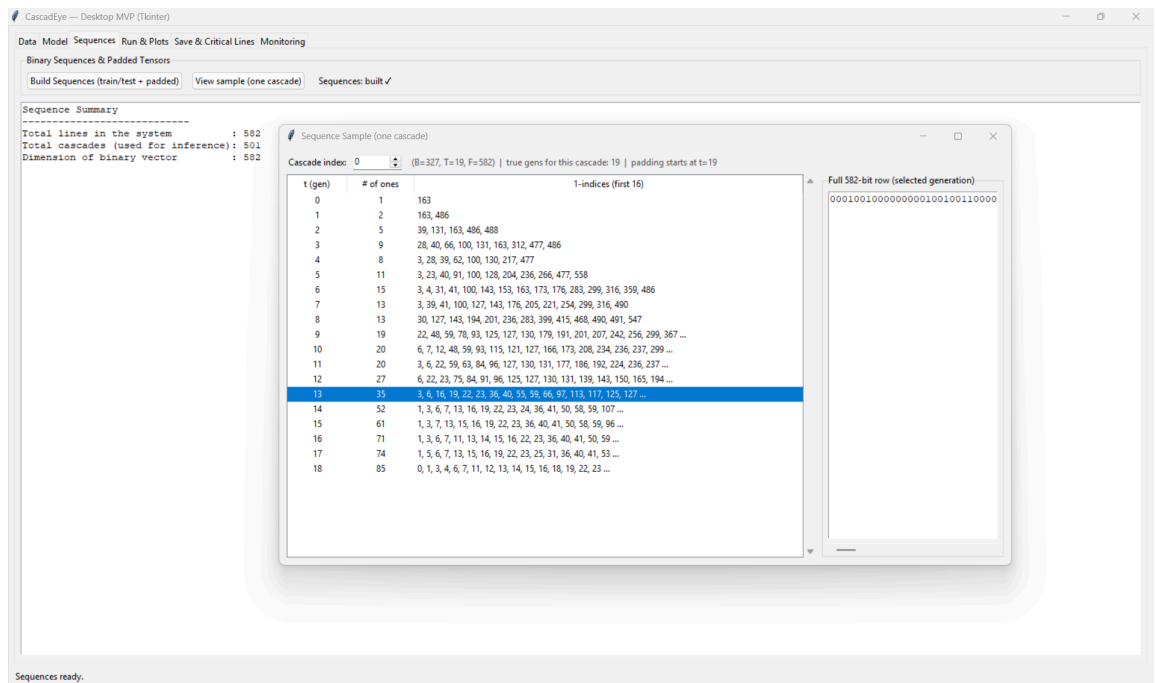 CascadEye — Desktop MVP (Tkinter)
Data Model Sequences Run & Plots Save & Critical Lines Monitoring
Binary Sequences & Padded Tensors
Build Sequences (train/test + padded) View sample (one cascade) Sequences: built ✓
Sequence Summary
----------------------------
Total lines in the system : 582
Total cascades (used for inference): 501
Dimension of binary vector : 582
Sequence Sample (one cascade)
Cascade index: 0 (B=327, T=19, F=582) | true gens for this cascade: 19 | padding starts at t=19
t (gen) # of ones 1-indices (first 16)
0 1 163
1 2 163, 486
2 5 39, 131, 163, 486, 488
3 9 28, 40, 66, 100, 131, 163, 312, 477, 486
4 8 3, 28, 39, 62, 100, 130, 217, 477
5 11 3, 23, 40, 91, 100, 128, 204, 236, 266, 477, 558
6 15 3, 4, 31, 41, 100, 143, 153, 163, 173, 176, 283, 299, 316, 359, 486
7 13 3, 39, 41, 100, 127, 143, 176, 205, 221, 254, 299, 316, 490
8 13 30, 127, 143, 194, 201, 236, 283, 399, 415, 468, 490, 491, 547
9 19 22, 48, 59, 78, 93, 125, 127, 130, 179, 191, 201, 207, 242, 256, 299, 367 ...
10 20 6, 7, 12, 48, 59, 93, 115, 121, 127, 166, 173, 208, 234, 236, 237, 299 ...
11 20 3, 6, 22, 59, 63, 84, 96, 127, 130, 131, 177, 186, 192, 224, 236, 237 ...
12 27 6, 22, 23, 75, 84, 91, 96, 125, 127, 130, 131, 139, 143, 150, 165, 194 ...
13 35 3, 6, 16, 19, 22, 23, 36, 40, 55, 59, 66, 97, 113, 117, 125, 127 ...
14 52 1, 3, 6, 7, 13, 16, 19, 22, 23, 24, 36, 41, 50, 58, 59, 107 ...
15 61 1, 3, 7, 13, 15, 16, 19, 22, 23, 36, 40, 41, 50, 58, 59, 96 ...
16 71 1, 3, 6, 7, 11, 13, 14, 15, 16, 22, 23, 36, 40, 41, 50, 59 ...
17 74 1, 5, 6, 7, 13, 15, 16, 19, 22, 23, 25, 31, 36, 40, 41, 53 ...
18 85 0, 1, 3, 4, 6, 7, 11, 12, 13, 14, 15, 16, 18, 19, 22, 23 ...
Full 582-bit row (selected generation)
0001001000000000100100110000
Sequences ready.